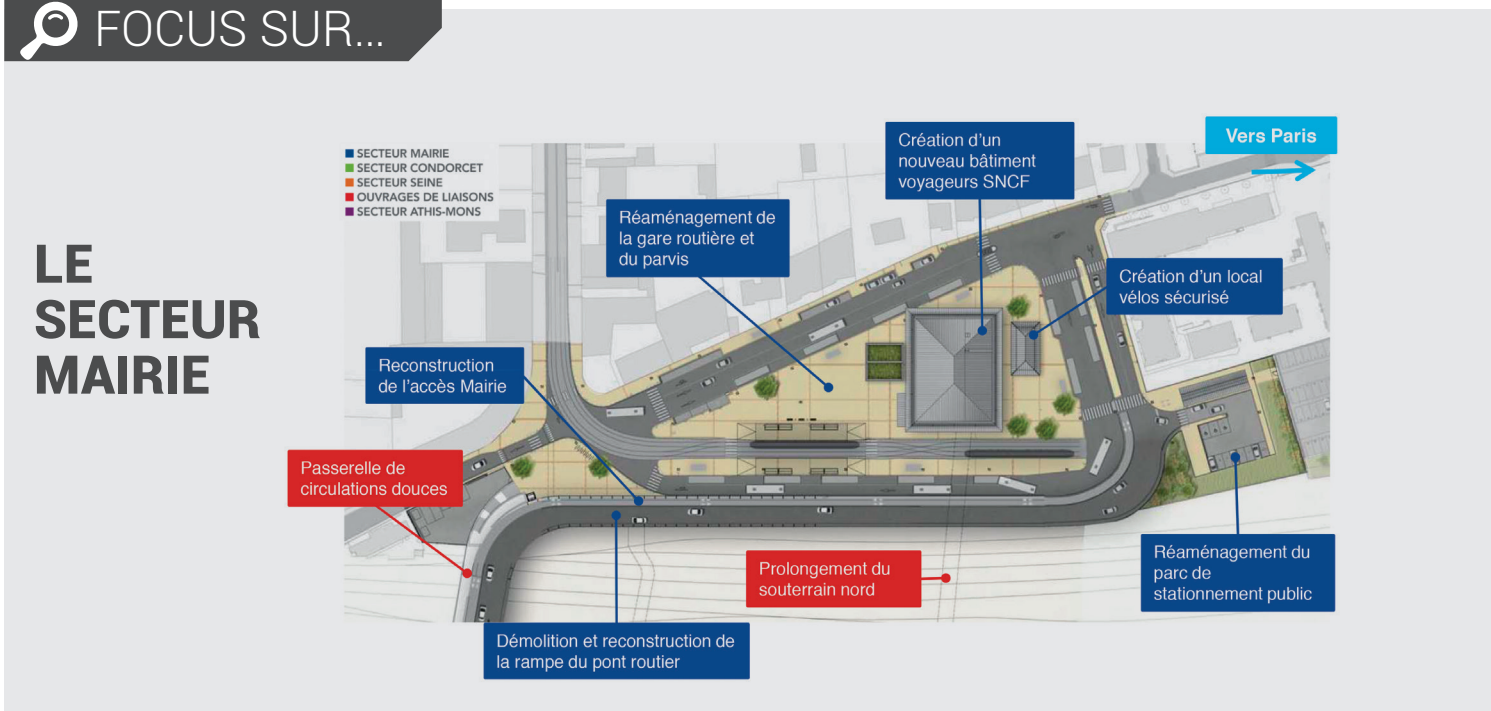 FOCUS SUR...
LE
SECTEUR
MAIRIE
SECTEUR MAIRIE
SECTEUR CONDORCET
SECTEUR SEINE
OUVRAGES DE LIAISONS
SECTEUR ATHIS-MONS
Création d'un
nouveau bâtiment
voyageurs SNCF
Vers Paris
Réaménagement de
la gare routière et
du parvis
Création d'un local
vélos sécurisé
Reconstruction
de l'accès Mairie
Passerelle de
circulations douces
Prolongement du
souterrain nord
Réaménagement du
parc de
stationnement public
Démolition et reconstruction de
la rampe du pont routier